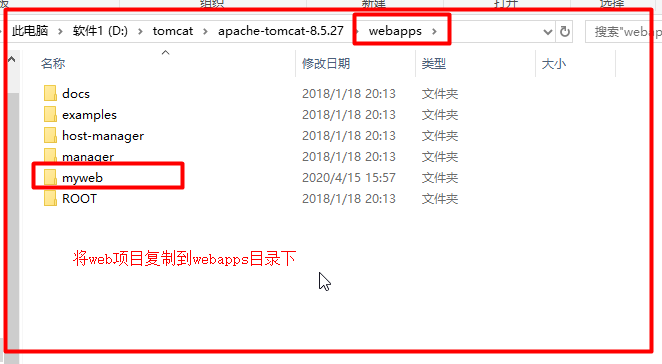 组织
新建
打开
选择
此电脑 > 软件1 (D:) > tomcat > apache-tomcat-8.5.27 > webapps >
搜索"weba
名称 修改日期 类型 大小
docs 2018/1/18 20:13 文件夹
examples 2018/1/18 20:13 文件夹
host-manager 2018/1/18 20:13 文件夹
manager 2018/1/18 20:13 文件夹
myweb 2020/4/15 15:57 文件夹
ROOT 2018/1/18 20:13 文件夹
将web项目复制到webapps目录下